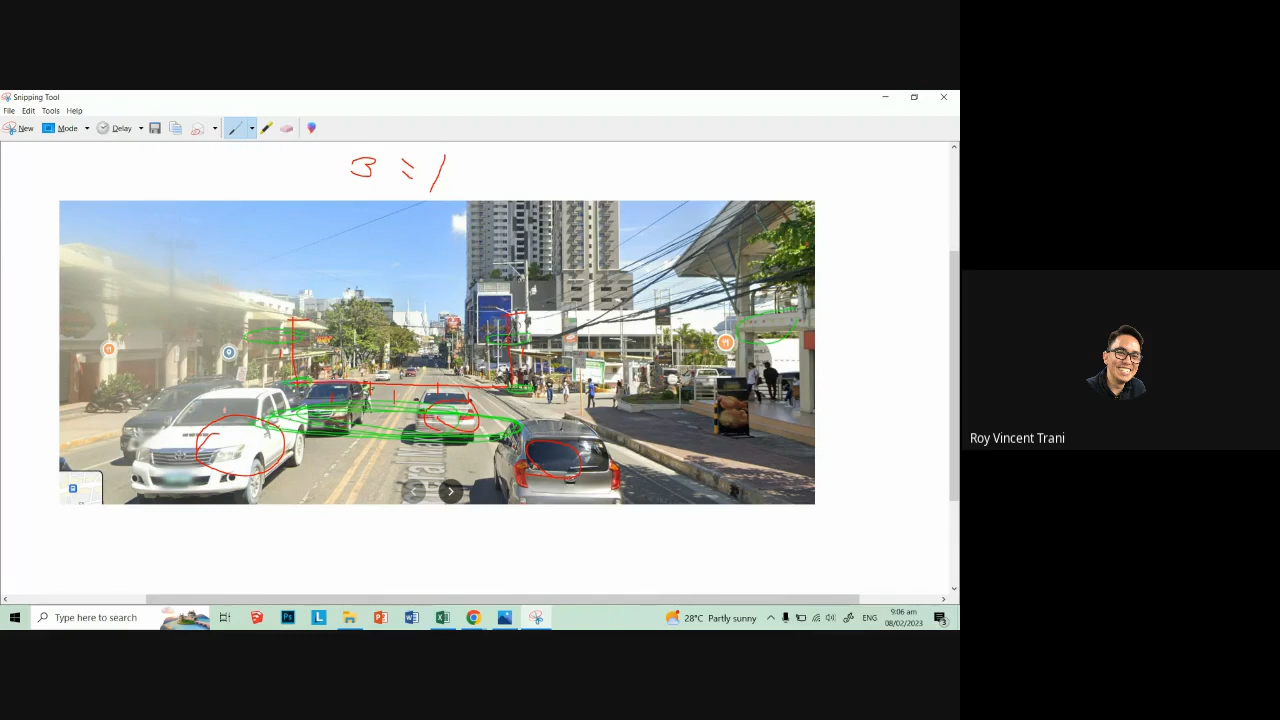 Snipping Tool
File Edit Tools Help
New Mode Delay
3 = 1
Roy Vincent Trani
Type here to search
28°C Partly sunny
ENG
9:06 am
08/02/2023
3